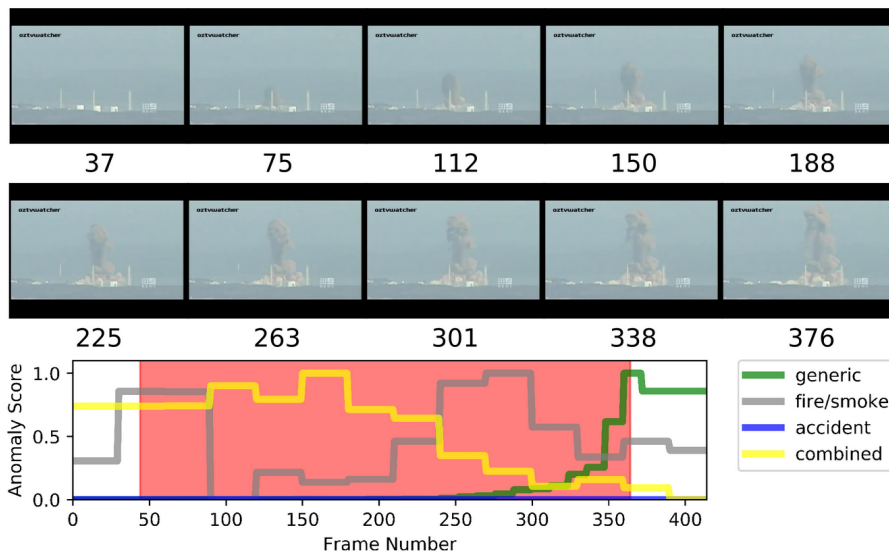 oztvwatcher oztvwatcher oztvwatcher oztvwatcher oztvwatcher
37 75 112 150 188
oztvwatcher oztvwatcher oztvwatcher oztvwatcher oztvwatcher
225 263 301 338 376
1.0
0.5
0.0
Anomaly Score
0 50 100 150 200 250 300 350 400
Frame Number
generic
fire/smoke
accident
combined